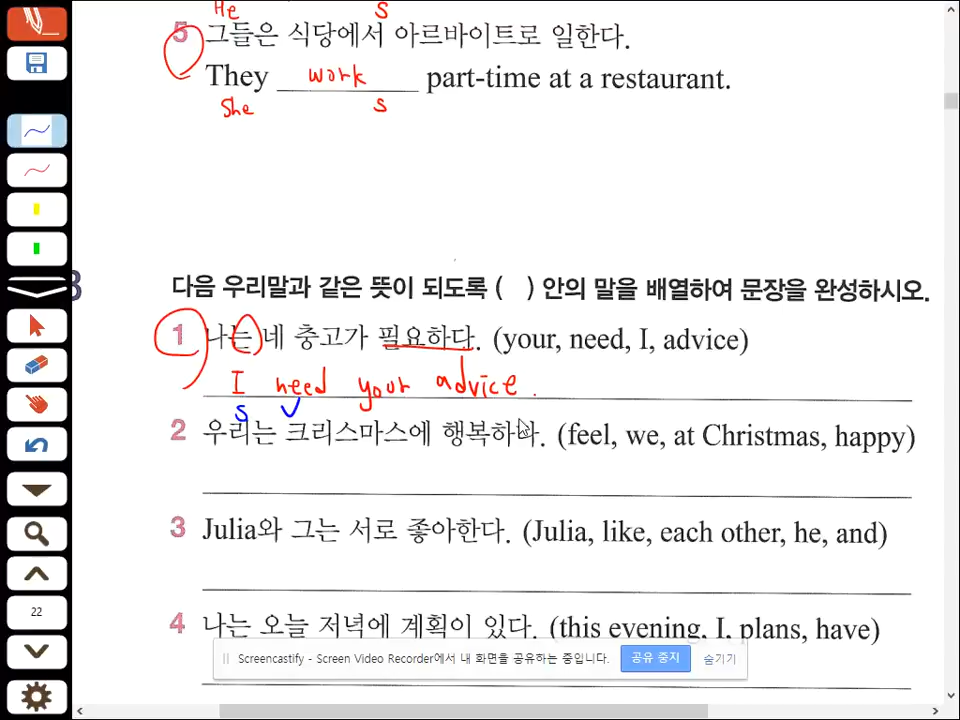 He s
5 그들은 식당에서 아르바이트로 일한다.
They work part-time at a restaurant.
She s
다음 우리말과 같은 뜻이 되도록 ( ) 안의 말을 배열하여 문장을 완성하시오.
1 나는 네 충고가 필요하다. (your, need, I, advice)
I need your advice.
S V
2 우리는 크리스마스에 행복하다. (feel, we, at Christmas, happy)
3 Julia와 그는 서로 좋아한다. (Julia, like, each other, he, and)
4 나는 오늘 저녁에 계획이 있다. (this evening, I, plans, have)
Screencastify - Screen Video Recorder에서 내 화면을 공유하는 중입니다. 공유 중지 숨기기
22